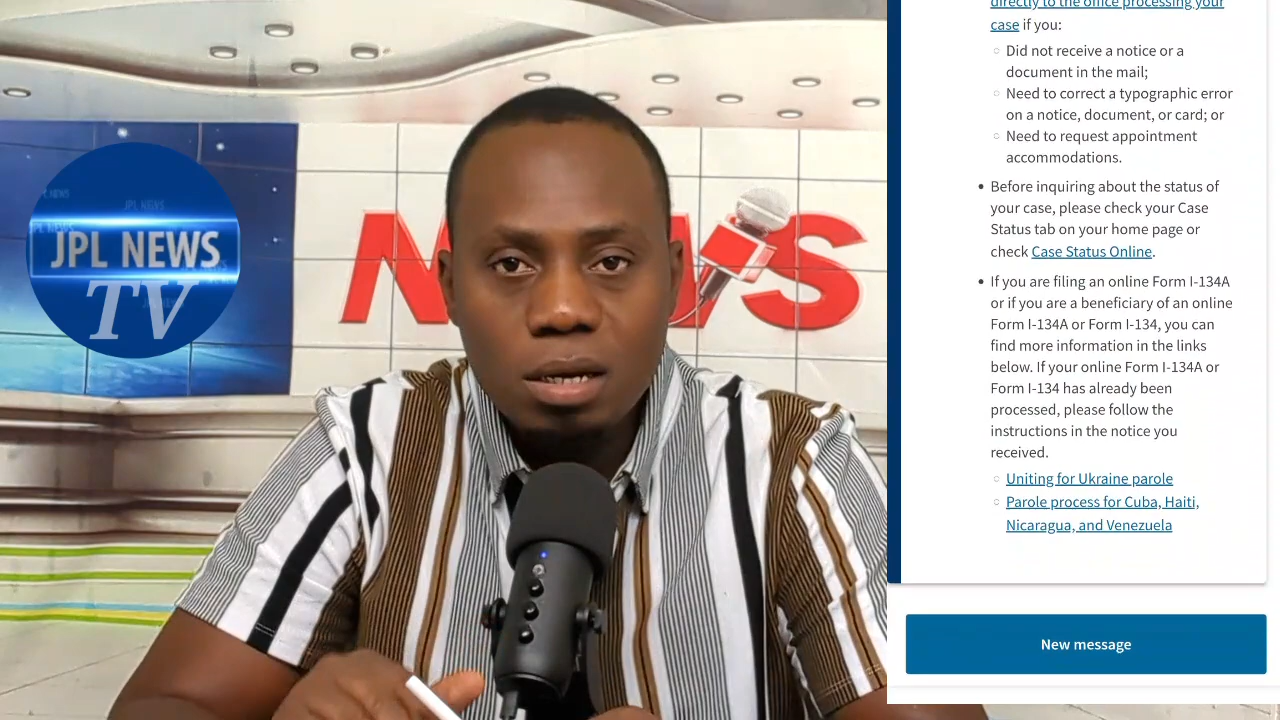 JPL NEWS
TV
NEWS
directly to the office processing your
case if you:
Did not receive a notice or a
document in the mail;
Need to correct a typographic error
on a notice, document, or card; or
Need to request appointment
accommodations.
Before inquiring about the status of
your case, please check your Case
Status tab on your home page or
check Case Status Online.
If you are filing an online Form I-134A
or if you are a beneficiary of an online
Form I-134A or Form I-134, you can
find more information in the links
below. If your online Form I-134A or
Form I-134 has already been
processed, please follow the
instructions in the notice you
received.
Uniting for Ukraine parole
Parole process for Cuba, Haiti,
Nicaragua, and Venezuela
New message